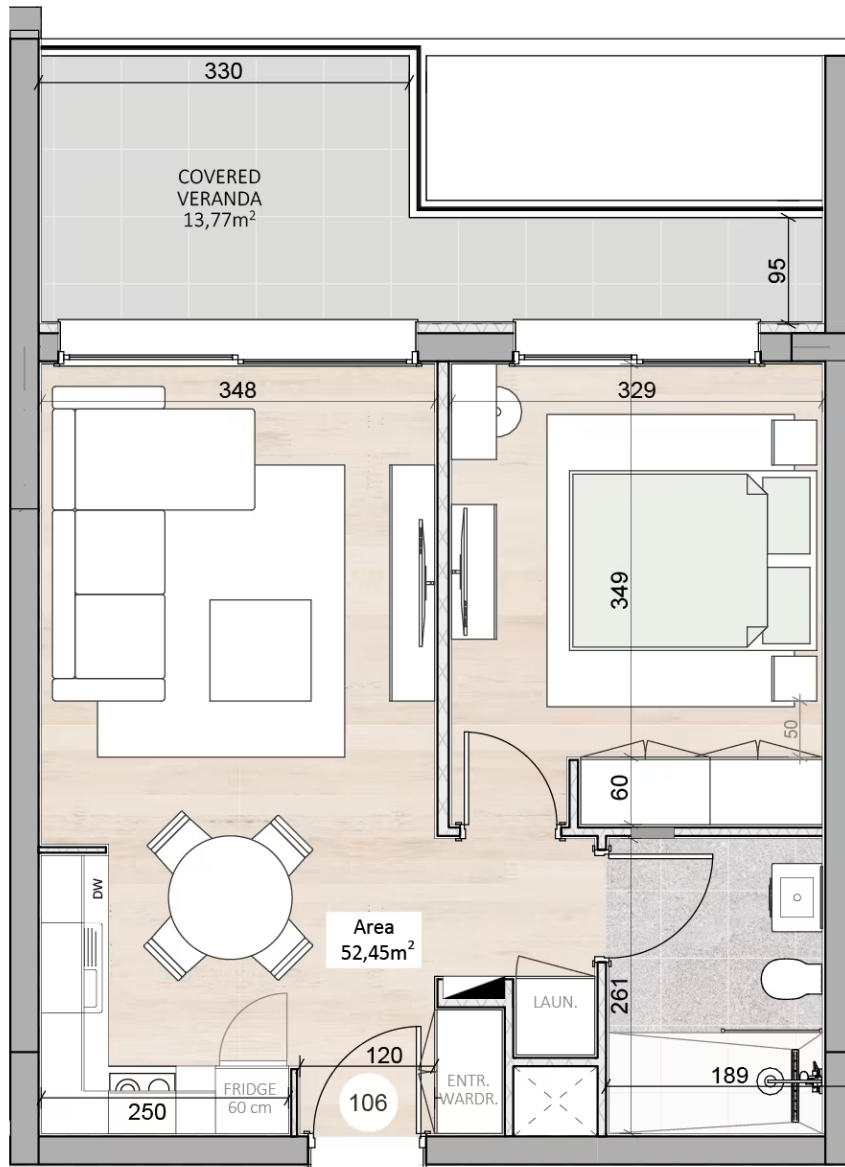 330
COVERED
VERANDA
13,77m²
95
348
329
349
50
60
DW
Area
52,45m²
261
LAUN.
120
189
ENTR.
WARDR.
FRIDGE
60 cm
250
106